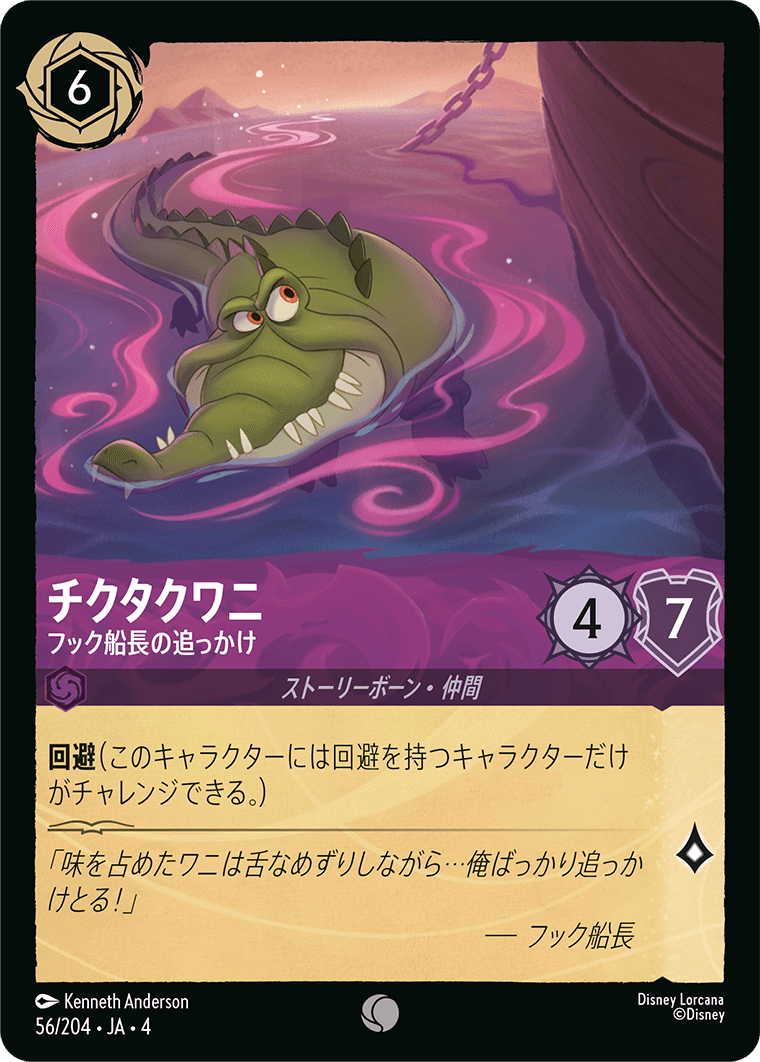 6
チクタクワニ
フック船長の追っかけ
4
7
ストーリーボーン・仲間
回避(このキャラクターには回避を持つキャラクターだけ
がチャレンジできる。)
「味を占めたワニは舌なめずりしながら…俺ばっかり追っか
けとる!」
— フック船長
Kenneth Anderson
56/204・JA・4
Disney Lorcana
©Disney